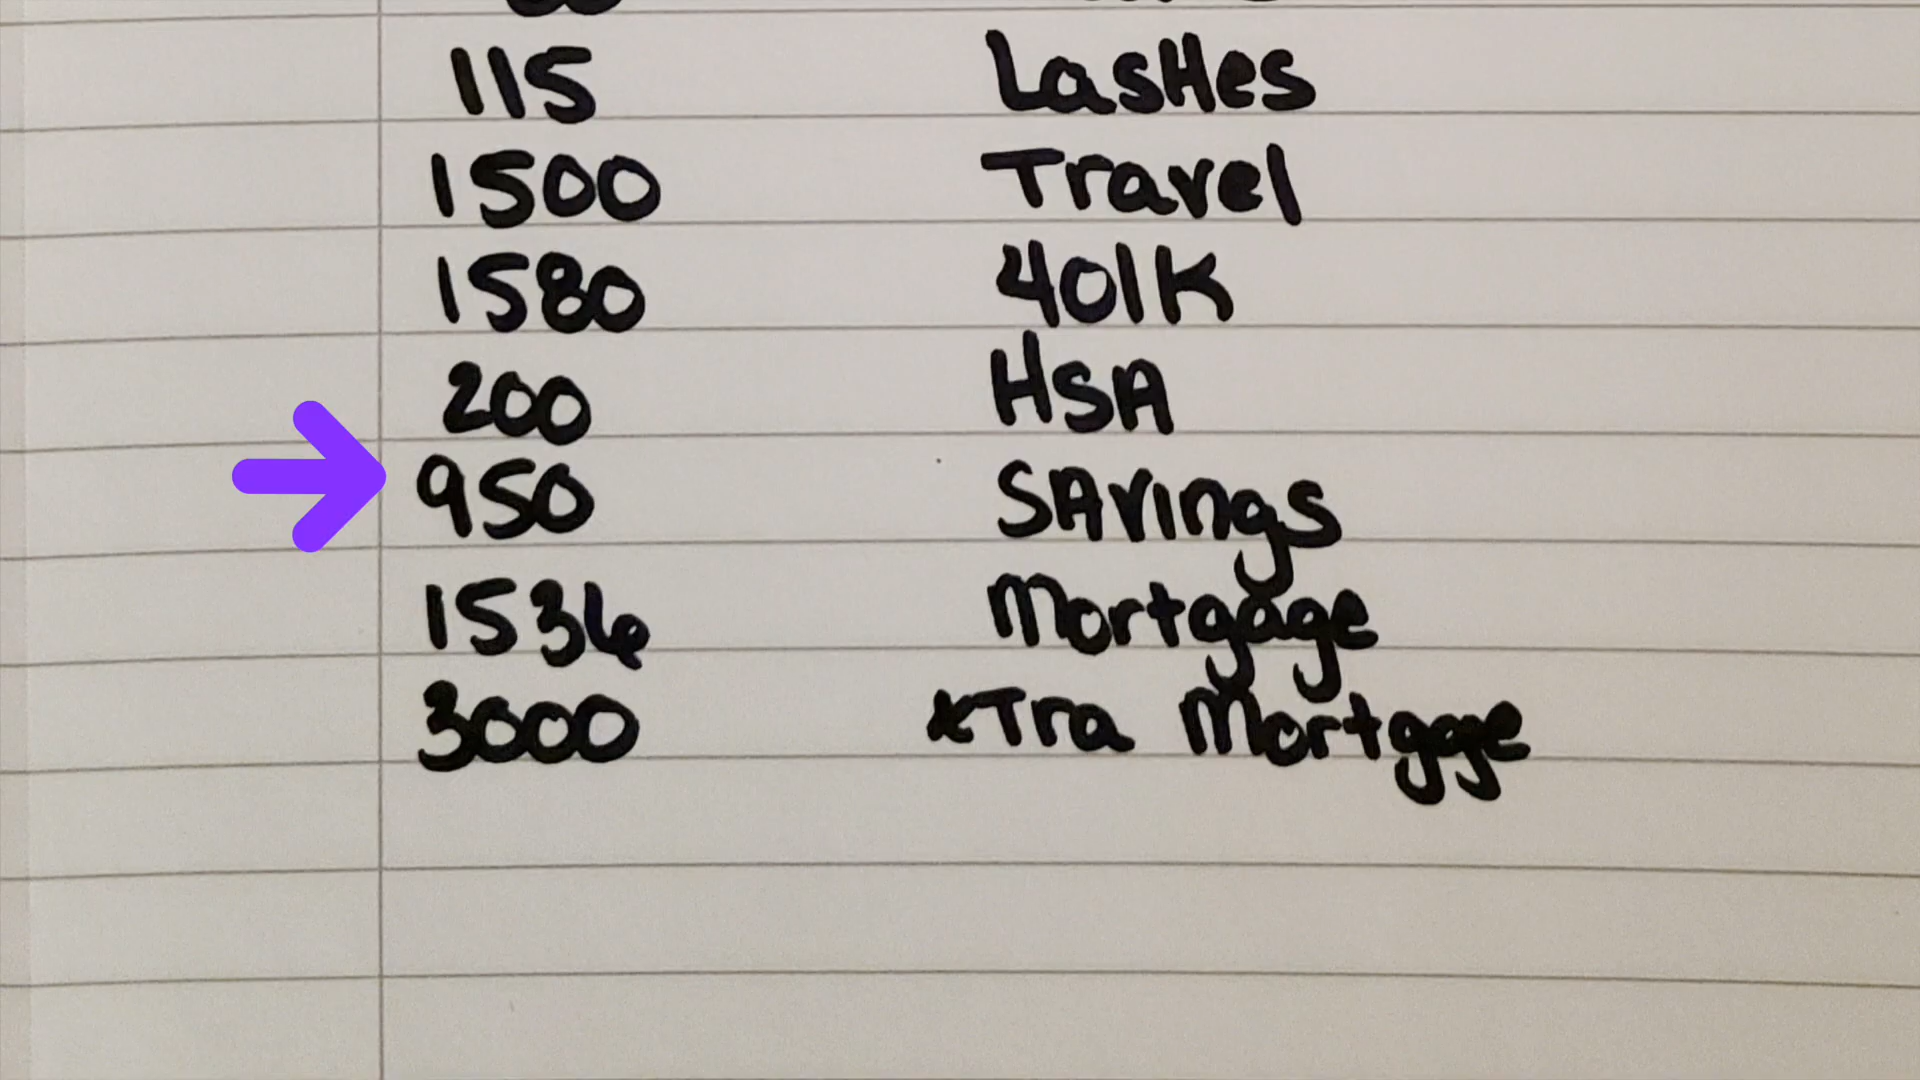 115 LasHes
1500 Travel
1580 401K
200 HSA
950 SAvings
1536 Mortgage
3000 xTra Mortgage